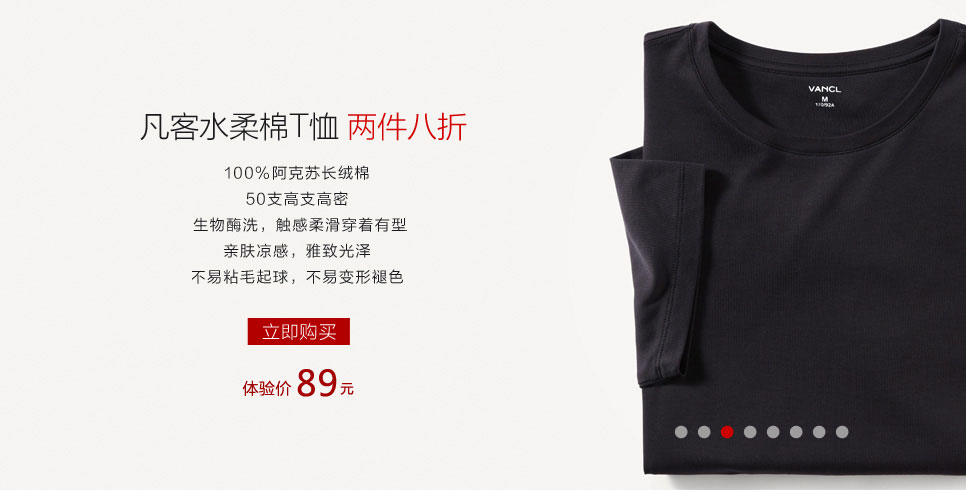 凡客水柔棉T恤 两件八折
100%阿克苏长绒棉
50支高支高密
生物酶洗，触感柔滑穿着有型
亲肤凉感，雅致光泽
不易粘毛起球，不易变形褪色
立即购买
体验价 89元
VANCL
M
170/92A